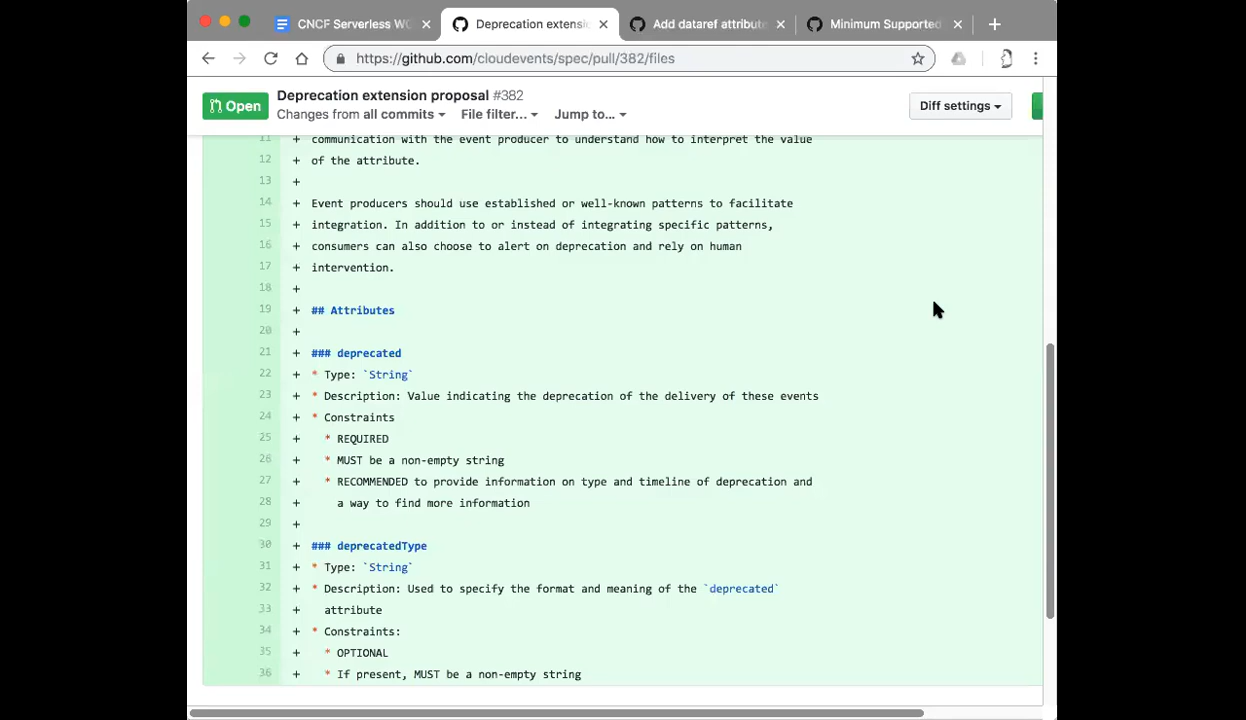 CNCF Serverless WG
Deprecation extensi
Add dataref attribut
Minimum Supported
https://github.com/cloudevents/spec/pull/382/files
Open
Deprecation extension proposal #382
Changes from all commits
File filter...
Jump to...
Diff settings
11 + communication with the event producer to understand how to interpret the value
12 + of the attribute.
13 +
14 + Event producers should use established or well-known patterns to facilitate
15 + integration. In addition to or instead of integrating specific patterns,
16 + consumers can also choose to alert on deprecation and rely on human
17 + intervention.
18 +
19 + ## Attributes
20 +
21 + ### deprecated
22 + * Type: `String`
23 + * Description: Value indicating the deprecation of the delivery of these events
24 + * Constraints
25 + * REQUIRED
26 + * MUST be a non-empty string
27 + * RECOMMENDED to provide information on type and timeline of deprecation and
28 + a way to find more information
29 +
30 + ### deprecatedType
31 + * Type: `String`
32 + * Description: Used to specify the format and meaning of the `deprecated`
33 + attribute
34 + * Constraints:
35 + * OPTIONAL
36 + * If present, MUST be a non-empty string